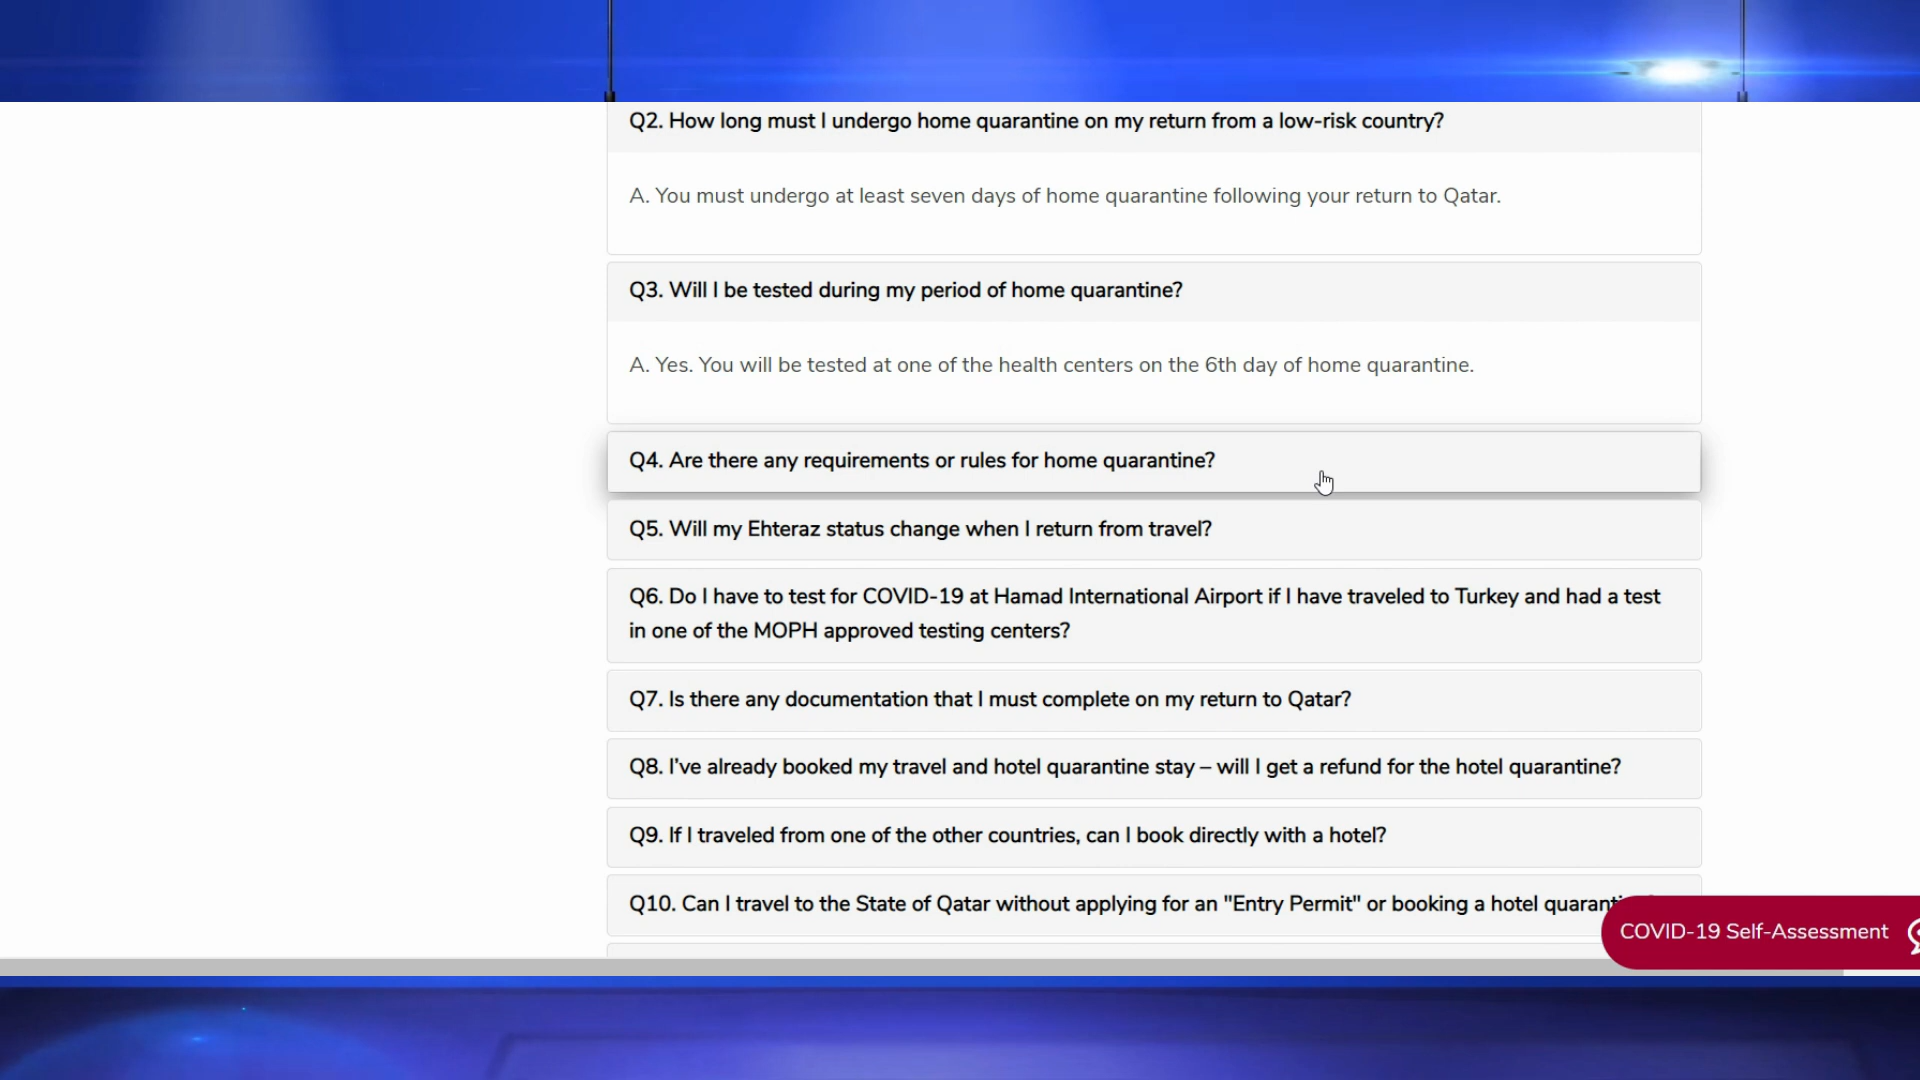 Q2. How long must I undergo home quarantine on my return from a low-risk country?
A. You must undergo at least seven days of home quarantine following your return to Qatar.
Q3. Will I be tested during my period of home quarantine?
A. Yes. You will be tested at one of the health centers on the 6th day of home quarantine.
Q4. Are there any requirements or rules for home quarantine?
Q5. Will my Ehteraz status change when I return from travel?
Q6. Do I have to test for COVID-19 at Hamad International Airport if I have traveled to Turkey and had a test
in one of the MOPH approved testing centers?
Q7. Is there any documentation that I must complete on my return to Qatar?
Q8. I've already booked my travel and hotel quarantine stay – will I get a refund for the hotel quarantine?
Q9. If I traveled from one of the other countries, can I book directly with a hotel?
Q10. Can I travel to the State of Qatar without applying for an "Entry Permit" or booking a hotel
COVID-19 Self-Assessment